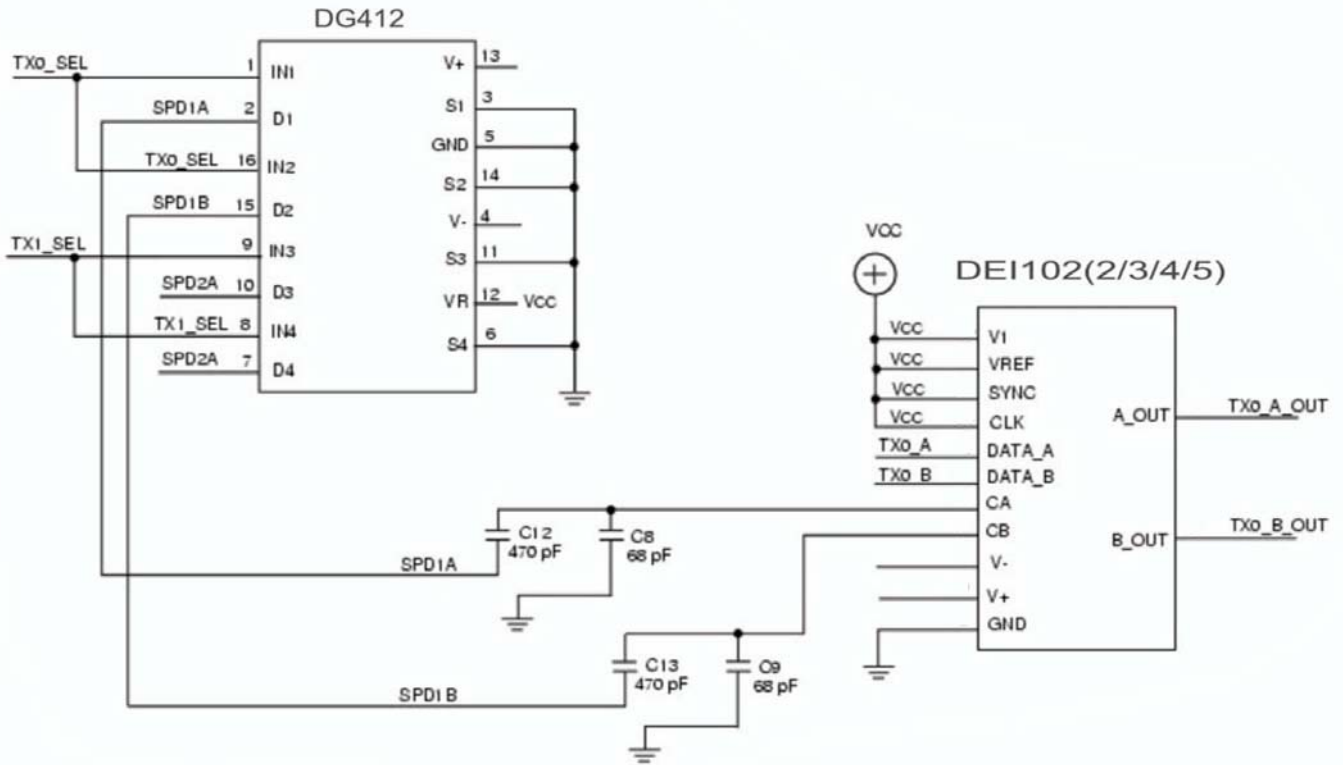 DG412
TX0_SEL
1
IN1
V+
13
SPD1A
2
D1
S1
3
GND
5
TX0_SEL
16
IN2
S2
14
SPD1B
15
D2
V-
4
TX1_SEL
9
IN3
S3
11
SPD2A
10
D3
VR
12
VCC
TX1_SEL
8
IN4
S4
6
SPD2A
7
D4
VCC
DEI102(2/3/4/5)
VCC
V1
VCC
VREF
VCC
SYNC
VCC
CLK
A_OUT
TX0_A_OUT
TX0_A
DATA_A
TX0_B
DATA_B
CA
CB
B_OUT
TX0_B_OUT
V-
V+
GND
C12
470 pF
C8
68 pF
SPD1A
C13
470 pF
C9
68 pF
SPD1B